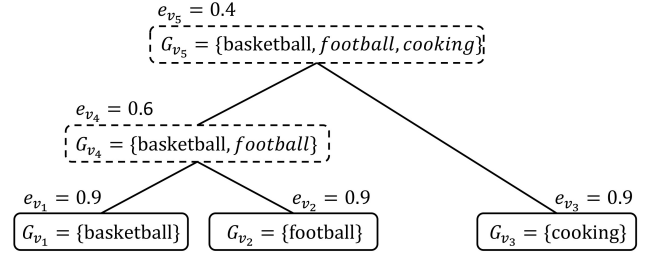 e_{v_5} = 0.4
G_{v_5} = {basketball, football, cooking}
e_{v_4} = 0.6
G_{v_4} = {basketball, football}
e_{v_1} = 0.9
e_{v_2} = 0.9
e_{v_3} = 0.9
G_{v_1} = {basketball}
G_{v_2} = {football}
G_{v_3} = {cooking}